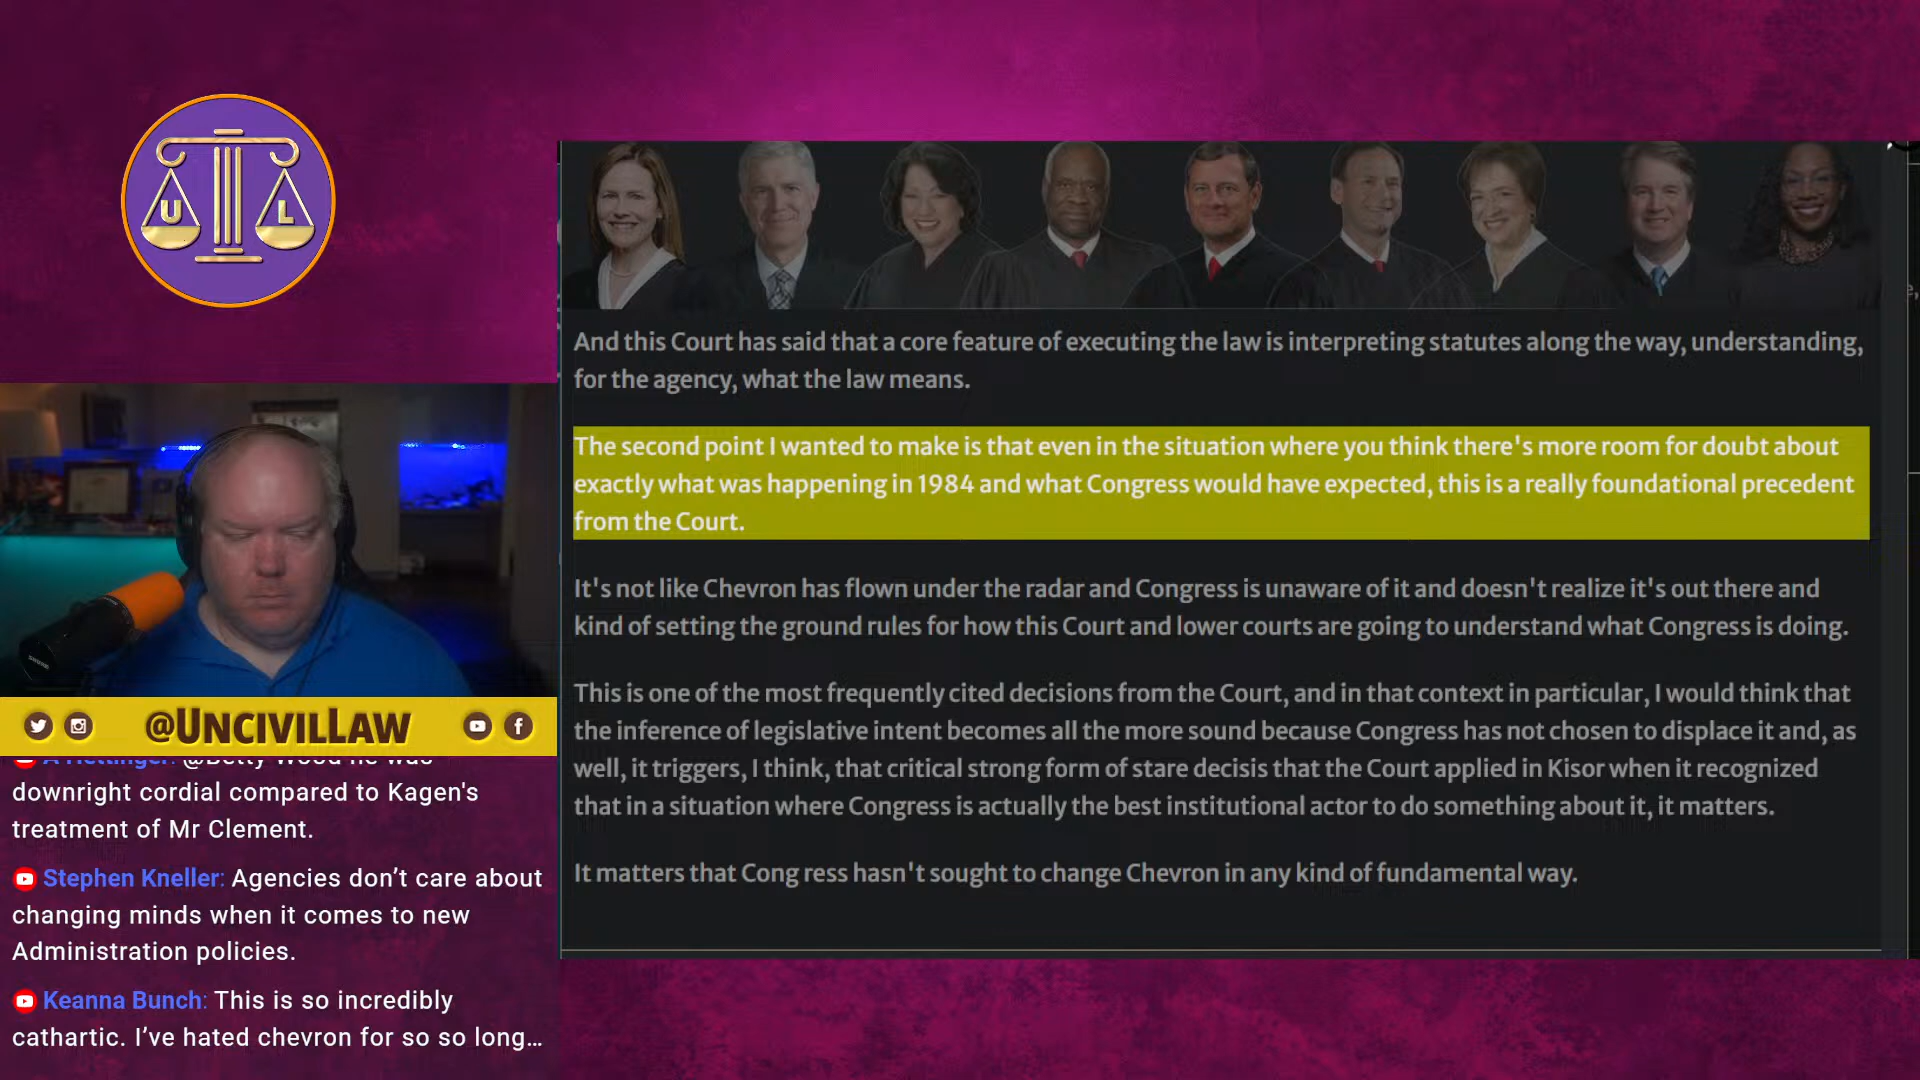 U L
And this Court has said that a core feature of executing the law is interpreting statutes along the way, understanding,
for the agency, what the law means.
The second point I wanted to make is that even in the situation where you think there's more room for doubt about
exactly what was happening in 1984 and what Congress would have expected, this is a really foundational precedent
from the Court.
It's not like Chevron has flown under the radar and Congress is unaware of it and doesn't realize it's out there and
kind of setting the ground rules for how this Court and lower courts are going to understand what Congress is doing.
This is one of the most frequently cited decisions from the Court, and in that context in particular, I would think that
the inference of legislative intent becomes all the more sound because Congress has not chosen to displace it and, as
well, it triggers, I think, that critical strong form of stare decisis that the Court applied in Kisor when it recognized
that in a situation where Congress is actually the best institutional actor to do something about it, it matters.
It matters that Cong ress hasn't sought to change Chevron in any kind of fundamental way.
@UNCIVILLAW
A Hettinger: @Betty Wood he was
downright cordial compared to Kagen's
treatment of Mr Clement.
Stephen Kneller: Agencies don’t care about
changing minds when it comes to new
Administration policies.
Keanna Bunch: This is so incredibly
cathartic. I’ve hated chevron for so so long…